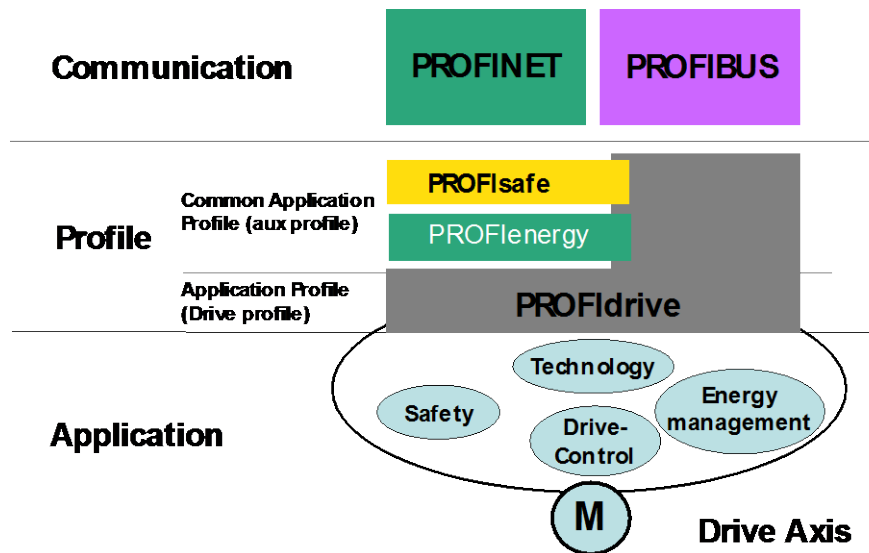 Communication
PROFINET
PROFIBUS
Profile
Common Application
Profile (aux profile)
PROFIsafe
PROFIenergy
Application Profile
(Drive profile)
PROFIdrive
Application
Technology
Safety
Energy
management
Drive-
Control
M
Drive Axis